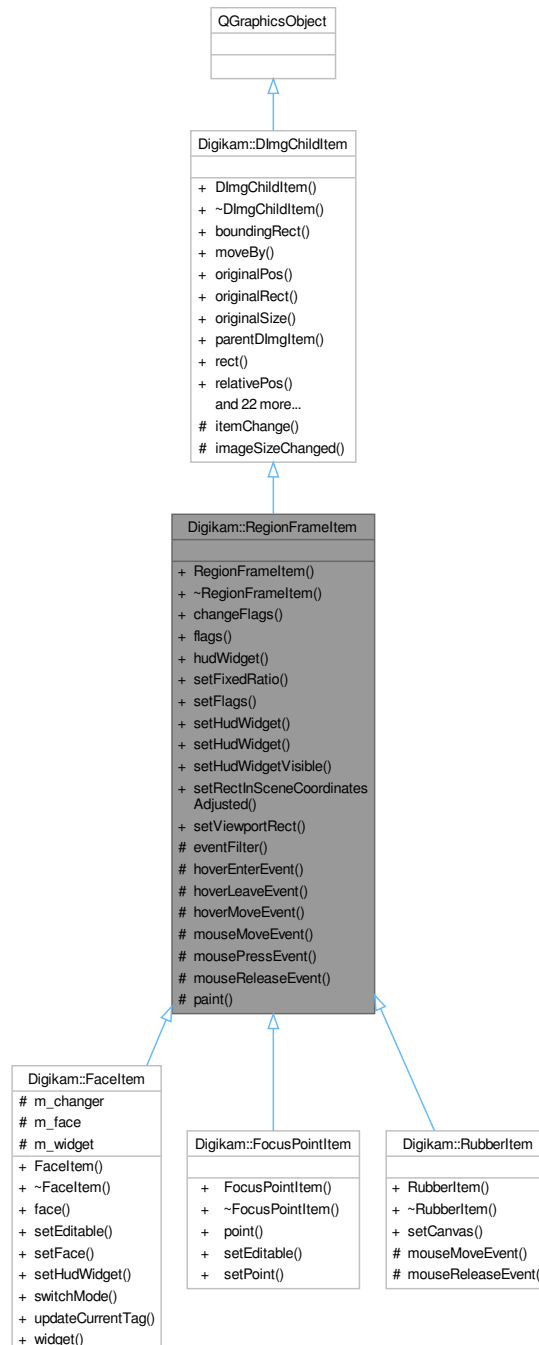 QGraphicsObject
Digikam::DImgChildItem
+ DImgChildItem()
+ ~DImgChildItem()
+ boundingRect()
+ moveBy()
+ originalPos()
+ originalRect()
+ originalSize()
+ parentDImgItem()
+ rect()
+ relativePos()
and 22 more...
# itemChange()
# imageSizeChanged()
Digikam::RegionFrameItem
+ RegionFrameItem()
+ ~RegionFrameItem()
+ changeFlags()
+ flags()
+ hudWidget()
+ setFixedRatio()
+ setFlags()
+ setHudWidget()
+ setHudWidget()
+ setHudWidgetVisible()
+ setRectInSceneCoordinates
Adjusted()
+ setViewportRect()
# eventFilter()
# hoverEnterEvent()
# hoverLeaveEvent()
# hoverMoveEvent()
# mouseMoveEvent()
# mousePressEvent()
# mouseReleaseEvent()
# paint()
Digikam::FaceItem
# m_changer
# m_face
# m_widget
+ FaceItem()
+ ~FaceItem()
+ face()
+ setEditable()
+ setFace()
+ setHudWidget()
+ switchMode()
+ updateCurrentTag()
+ widget()
Digikam::FocusPointItem
+ FocusPointItem()
+ ~FocusPointItem()
+ point()
+ setEditable()
+ setPoint()
Digikam::RubberItem
+ RubberItem()
+ ~RubberItem()
+ setCanvas()
# mouseMoveEvent()
# mouseReleaseEvent()